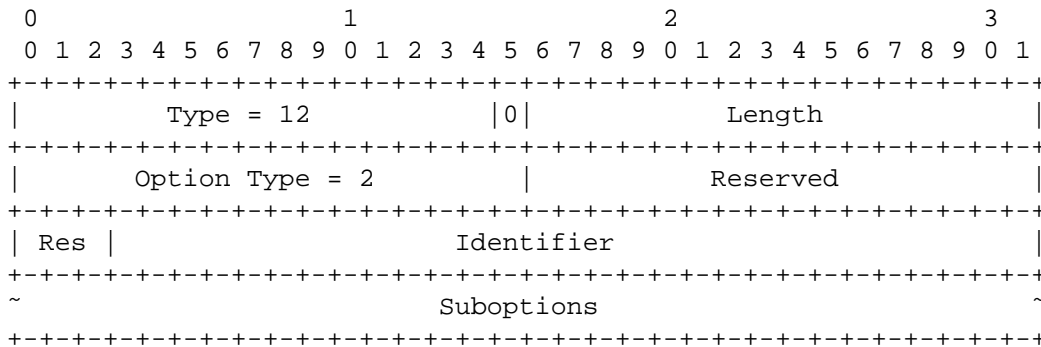 0                   1                   2                   3
 0 1 2 3 4 5 6 7 8 9 0 1 2 3 4 5 6 7 8 9 0 1 2 3 4 5 6 7 8 9 0 1
+-+-+-+-+-+-+-+-+-+-+-+-+-+-+-+-+-+-+-+-+-+-+-+-+-+-+-+-+-+-+-+-+
|         Type = 12           |0|            Length             |
+-+-+-+-+-+-+-+-+-+-+-+-+-+-+-+-+-+-+-+-+-+-+-+-+-+-+-+-+-+-+-+-+
|       Option Type = 2         |           Reserved            |
+-+-+-+-+-+-+-+-+-+-+-+-+-+-+-+-+-+-+-+-+-+-+-+-+-+-+-+-+-+-+-+-+
| Res |                     Identifier                          |
+-+-+-+-+-+-+-+-+-+-+-+-+-+-+-+-+-+-+-+-+-+-+-+-+-+-+-+-+-+-+-+-+
~                          Suboptions                           ~
+-+-+-+-+-+-+-+-+-+-+-+-+-+-+-+-+-+-+-+-+-+-+-+-+-+-+-+-+-+-+-+-+